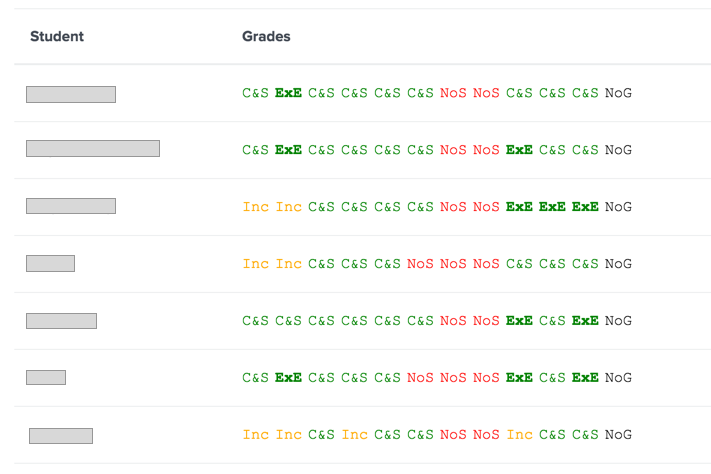 Student Grades
C&S ExE C&S C&S C&S C&S NoS NoS C&S C&S C&S NoG
C&S ExE C&S C&S C&S C&S NoS NoS ExE C&S C&S NoG
Inc Inc C&S C&S C&S C&S NoS NoS ExE ExE ExE NoG
Inc Inc C&S C&S C&S NoS NoS NoS C&S C&S C&S NoG
C&S C&S C&S C&S C&S C&S NoS NoS ExE C&S ExE NoG
C&S ExE C&S C&S C&S NoS NoS NoS ExE C&S ExE NoG
Inc Inc C&S Inc C&S C&S NoS NoS Inc C&S C&S NoG